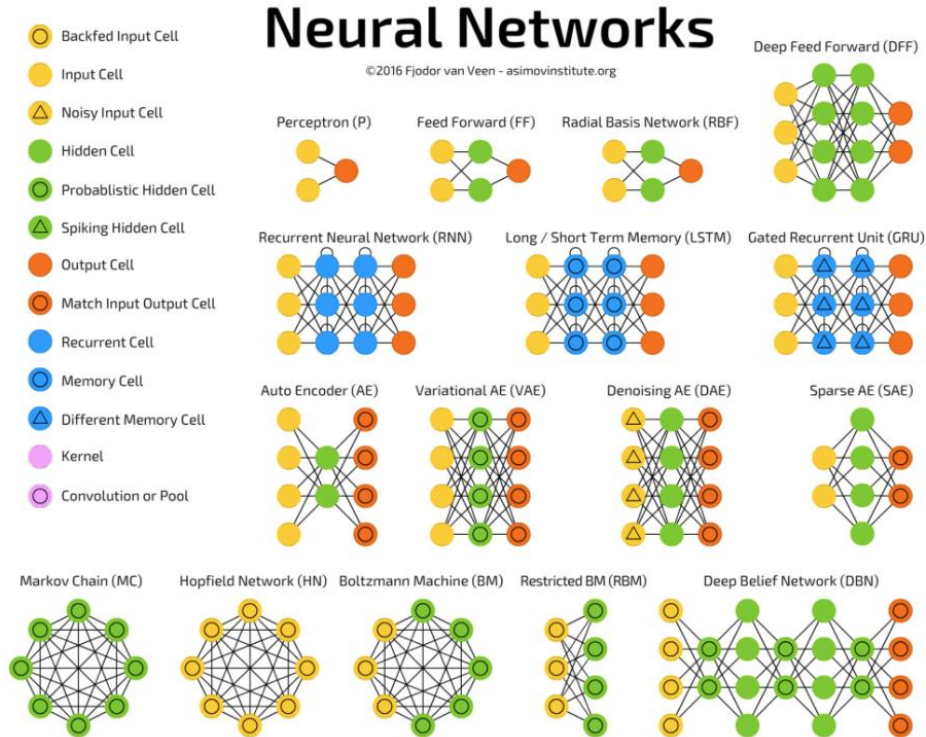 Neural Networks
©2016 Fjodor van Veen - asimovinstitute.org
Backfed Input Cell
Input Cell
Noisy Input Cell
Hidden Cell
Probablistic Hidden Cell
Spiking Hidden Cell
Output Cell
Match Input Output Cell
Recurrent Cell
Memory Cell
Different Memory Cell
Kernel
Convolution or Pool
Deep Feed Forward (DFF)
Perceptron (P)
Feed Forward (FF)
Radial Basis Network (RBF)
Recurrent Neural Network (RNN)
Long / Short Term Memory (LSTM)
Gated Recurrent Unit (GRU)
Auto Encoder (AE)
Variational AE (VAE)
Denoising AE (DAE)
Sparse AE (SAE)
Markov Chain (MC)
Hopfield Network (HN)
Boltzmann Machine (BM)
Restricted BM (RBM)
Deep Belief Network (DBN)